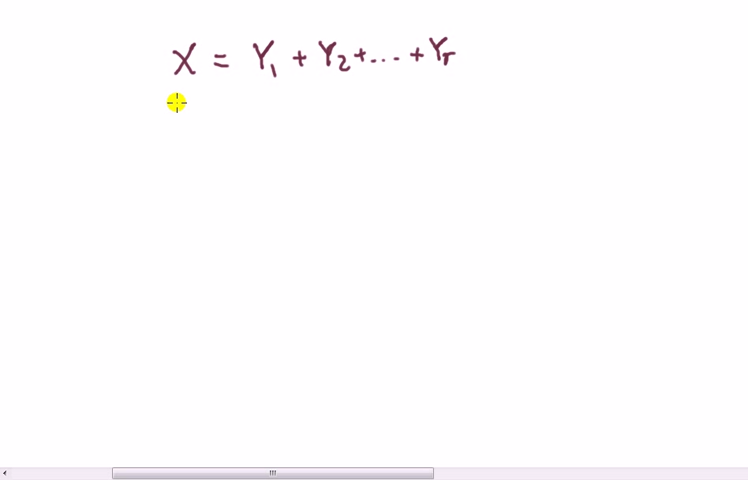 X = Y₁ + Y₂ + ... + Yᵣ